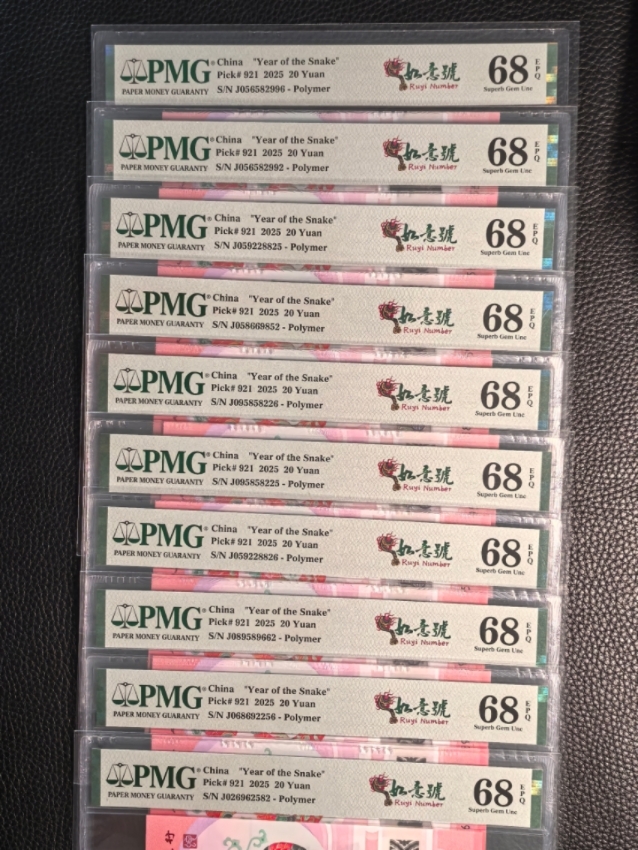 PMG
PAPER MONEY GUARANTY
China "Year of the Snake"
Pick# 921 2025 20 Yuan
S/N J056582996 - Polymer
如意號
Ruyi Number
68 EPQ
Superb Gem Unc
PMG
PAPER MONEY GUARANTY
China "Year of the Snake"
Pick# 921 2025 20 Yuan
S/N J056582992 - Polymer
如意號
Ruyi Number
68 EPQ
Superb Gem Unc
PMG
PAPER MONEY GUARANTY
China "Year of the Snake"
Pick# 921 2025 20 Yuan
S/N J059228825 - Polymer
如意號
Ruyi Number
68 EPQ
Superb Gem Unc
PMG
PAPER MONEY GUARANTY
China "Year of the Snake"
Pick# 921 2025 20 Yuan
S/N J058669852 - Polymer
如意號
Ruyi Number
68 EPQ
Superb Gem Unc
PMG
PAPER MONEY GUARANTY
China "Year of the Snake"
Pick# 921 2025 20 Yuan
S/N J095858226 - Polymer
如意號
Ruyi Number
68 EPQ
Superb Gem Unc
PMG
PAPER MONEY GUARANTY
China "Year of the Snake"
Pick# 921 2025 20 Yuan
S/N J095858225 - Polymer
如意號
Ruyi Number
68 EPQ
Superb Gem Unc
PMG
PAPER MONEY GUARANTY
China "Year of the Snake"
Pick# 921 2025 20 Yuan
S/N J059228826 - Polymer
如意號
Ruyi Number
68 EPQ
Superb Gem Unc
PMG
PAPER MONEY GUARANTY
China "Year of the Snake"
Pick# 921 2025 20 Yuan
S/N J089589662 - Polymer
如意號
Ruyi Number
68 EPQ
Superb Gem Unc
PMG
PAPER MONEY GUARANTY
China "Year of the Snake"
Pick# 921 2025 20 Yuan
S/N J068692256 - Polymer
如意號
Ruyi Number
68 EPQ
Superb Gem Unc
PMG
PAPER MONEY GUARANTY
China "Year of the Snake"
Pick# 921 2025 20 Yuan
S/N J026962582 - Polymer
如意號
Ruyi Number
68 EPQ
Superb Gem Unc